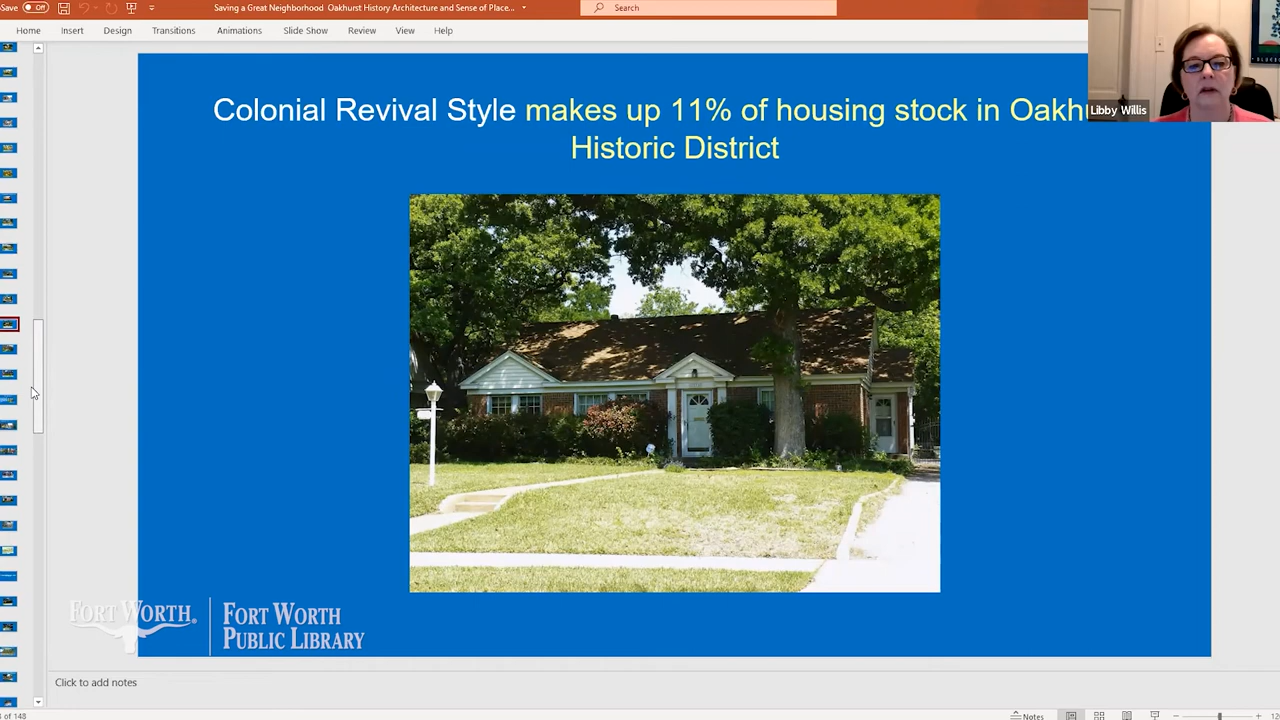 Save Off Saving a Great Neighborhood Oakhurst History Architecture and Sense of Place... Search
Home Insert Design Transitions Animations Slide Show Review View Help
Libby Willis
Colonial Revival Style makes up 11% of housing stock in Oakhu
Historic District
FORT WORTH®
FORT WORTH
PUBLIC LIBRARY
Click to add notes
of 148 Notes